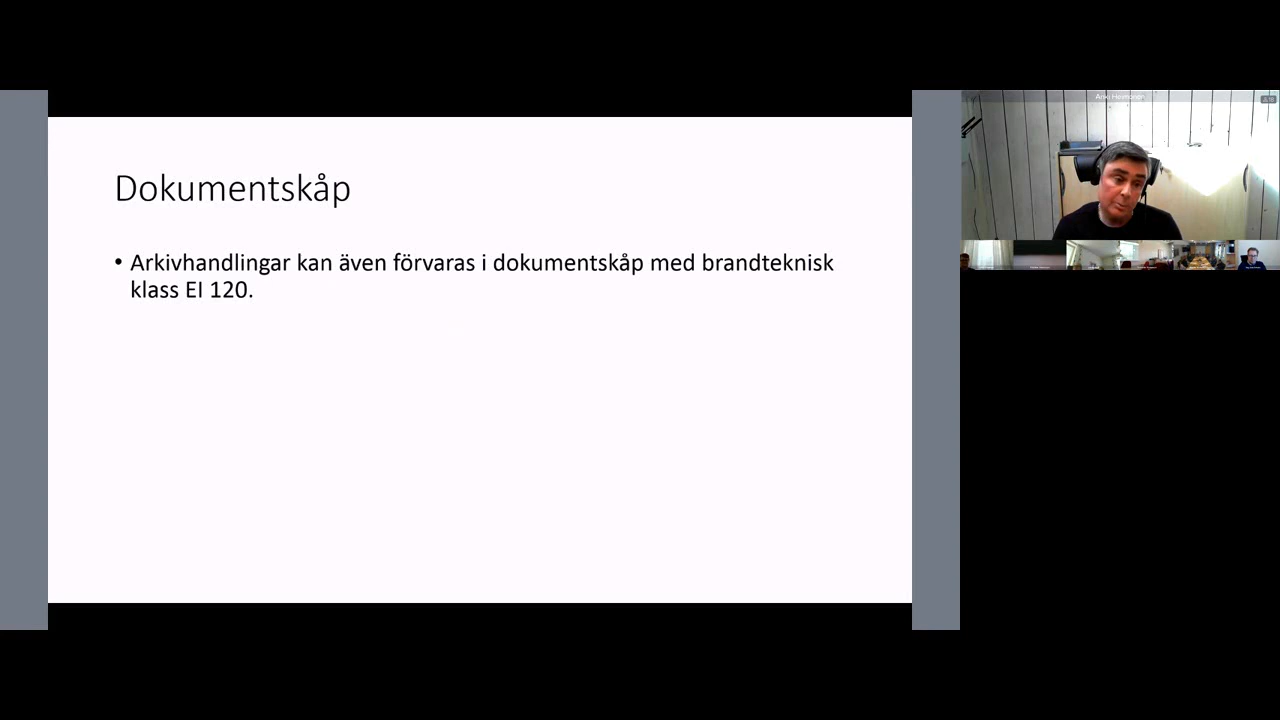 Dokumentskåp
• Arkivhandlingar kan även förvaras i dokumentskåp med brandteknisk
klass EI 120.